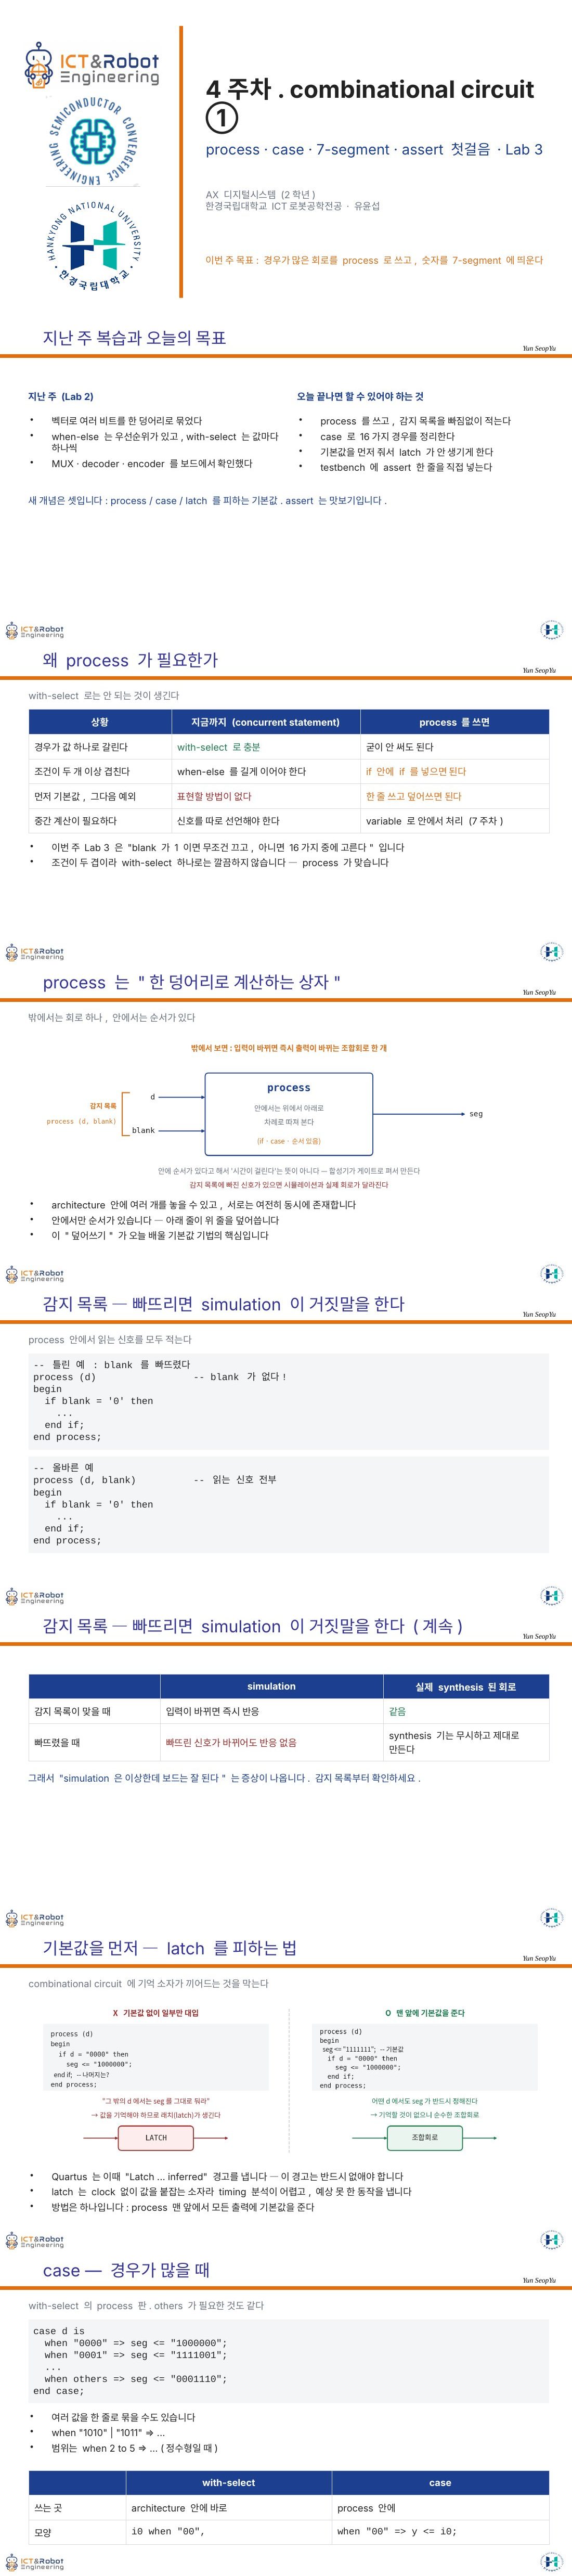 ICT&Robot
Engineering
SEMICONDUCTOR CONVERGENCE ENGINEERING
HANKYONG NATIONAL UNIVERSITY
한경국립대학교
4 주차 . combinational circuit
①
process · case · 7-segment · assert 첫걸음 · Lab 3
AX 디지털시스템 (2 학년 )
한경국립대학교 ICT 로봇공학전공 · 유윤섭
이번 주 목표 : 경우가 많은 회로를 process 로 쓰고 , 숫자를 7-segment 에 띄운다
지난 주 복습과 오늘의 목표
Yun SeopYu
지난 주 (Lab 2)
• 벡터로 여러 비트를 한 덩어리로 묶었다
• when-else 는 우선순위가 있고 , with-select 는 값마다
하나씩
• MUX · decoder · encoder 를 보드에서 확인했다
오늘 끝나면 할 수 있어야 하는 것
• process 를 쓰고 , 감지 목록을 빠짐없이 적는다
• case 로 16 가지 경우를 정리한다
• 기본값을 먼저 줘서 latch 가 안 생기게 한다
• testbench 에 assert 한 줄을 직접 넣는다
새 개념은 셋입니다 : process / case / latch 를 피하는 기본값 . assert 는 맛보기입니다 .
ICT&Robot
Engineering
왜 process 가 필요한가
Yun SeopYu
with-select 로는 안 되는 것이 생긴다
상황 지금까지 (concurrent statement) process 를 쓰면
경우가 값 하나로 갈린다 with-select 로 충분 굳이 안 써도 된다
조건이 두 개 이상 겹친다 when-else 를 길게 이어야 한다 if 안에 if 를 넣으면 된다
먼저 기본값 , 그다음 예외 표현할 방법이 없다 한 줄 쓰고 덮어쓰면 된다
중간 계산이 필요하다 신호를 따로 선언해야 한다 variable 로 안에서 처리 (7 주차 )
• 이번 주 Lab 3 은 "blank 가 1 이면 무조건 끄고 , 아니면 16 가지 중에 고른다 " 입니다
• 조건이 두 겹이라 with-select 하나로는 깔끔하지 않습니다 — process 가 맞습니다
ICT&Robot
Engineering
process 는 " 한 덩어리로 계산하는 상자 "
Yun SeopYu
밖에서는 회로 하나 , 안에서는 순서가 있다
밖에서 보면 : 입력이 바뀌면 즉시 출력이 바뀌는 조합회로 한 개
감지 목록
process (d, blank)
d
blank
process
안에서는 위에서 아래로
차례로 따져 본다
(if · case · 순서 있음)
seg
안에 순서가 있다고 해서 '시간이 걸린다'는 뜻이 아니다 — 합성기가 게이트로 펴서 만든다
감지 목록에 빠진 신호가 있으면 시뮬레이션과 실제 회로가 달라진다
• architecture 안에 여러 개를 놓을 수 있고 , 서로는 여전히 동시에 존재합니다
• 안에서만 순서가 있습니다 — 아래 줄이 위 줄을 덮어씁니다
• 이 " 덮어쓰기 " 가 오늘 배울 기본값 기법의 핵심입니다
ICT&Robot
Engineering
감지 목록 — 빠뜨리면 simulation 이 거짓말을 한다
Yun SeopYu
process 안에서 읽는 신호를 모두 적는다
-- 틀린 예 : blank 를 빠뜨렸다
process (d) -- blank 가 없다 !
begin
if blank = '0' then
...
end if;
end process;
-- 올바른 예
process (d, blank) -- 읽는 신호 전부
begin
if blank = '0' then
...
end if;
end process;
ICT&Robot
Engineering
감지 목록 — 빠뜨리면 simulation 이 거짓말을 한다 ( 계속 )
Yun SeopYu
simulation 실제 synthesis 된 회로
감지 목록이 맞을 때 입력이 바뀌면 즉시 반응 같음
빠뜨렸을 때 빠뜨린 신호가 바뀌어도 반응 없음 synthesis 기는 무시하고 제대로
만든다
그래서 "simulation 은 이상한데 보드는 잘 된다 " 는 증상이 나옵니다 . 감지 목록부터 확인하세요 .
ICT&Robot
Engineering
기본값을 먼저 — latch 를 피하는 법
Yun SeopYu
combinational circuit 에 기억 소자가 끼어드는 것을 막는다
X 기본값 없이 일부만 대입
process (d)
begin
if d = "0000" then
seg <= "1000000";
end if; -- 나머지는?
end process;
"그 밖의 d 에서는 seg 를 그대로 둬라"
→ 값을 기억해야 하므로 래치(latch)가 생긴다
LATCH
O 맨 앞에 기본값을 준다
process (d)
begin
seg <= "1111111"; -- 기본값
if d = "0000" then
seg <= "1000000";
end if;
end process;
어떤 d 에서도 seg 가 반드시 정해진다
→ 기억할 것이 없으니 순수한 조합회로
조합회로
• Quartus 는 이때 "Latch ... inferred" 경고를 냅니다 — 이 경고는 반드시 없애야 합니다
• latch 는 clock 없이 값을 붙잡는 소자라 timing 분석이 어렵고 , 예상 못 한 동작을 냅니다
• 방법은 하나입니다 : process 맨 앞에서 모든 출력에 기본값을 준다
ICT&Robot
Engineering
case — 경우가 많을 때
Yun SeopYu
with-select 의 process 판 . others 가 필요한 것도 같다
case d is
when "0000" => seg <= "1000000";
when "0001" => seg <= "1111001";
...
when others => seg <= "0001110";
end case;
• 여러 값을 한 줄로 묶을 수도 있습니다
• when "1010" | "1011" => ...
• 범위는 when 2 to 5 => ... ( 정수형일 때 )
with-select case
쓰는 곳 architecture 안에 바로 process 안에
모양 i0 when "00", when "00" => y <= i0;
ICT&Robot
Engineering